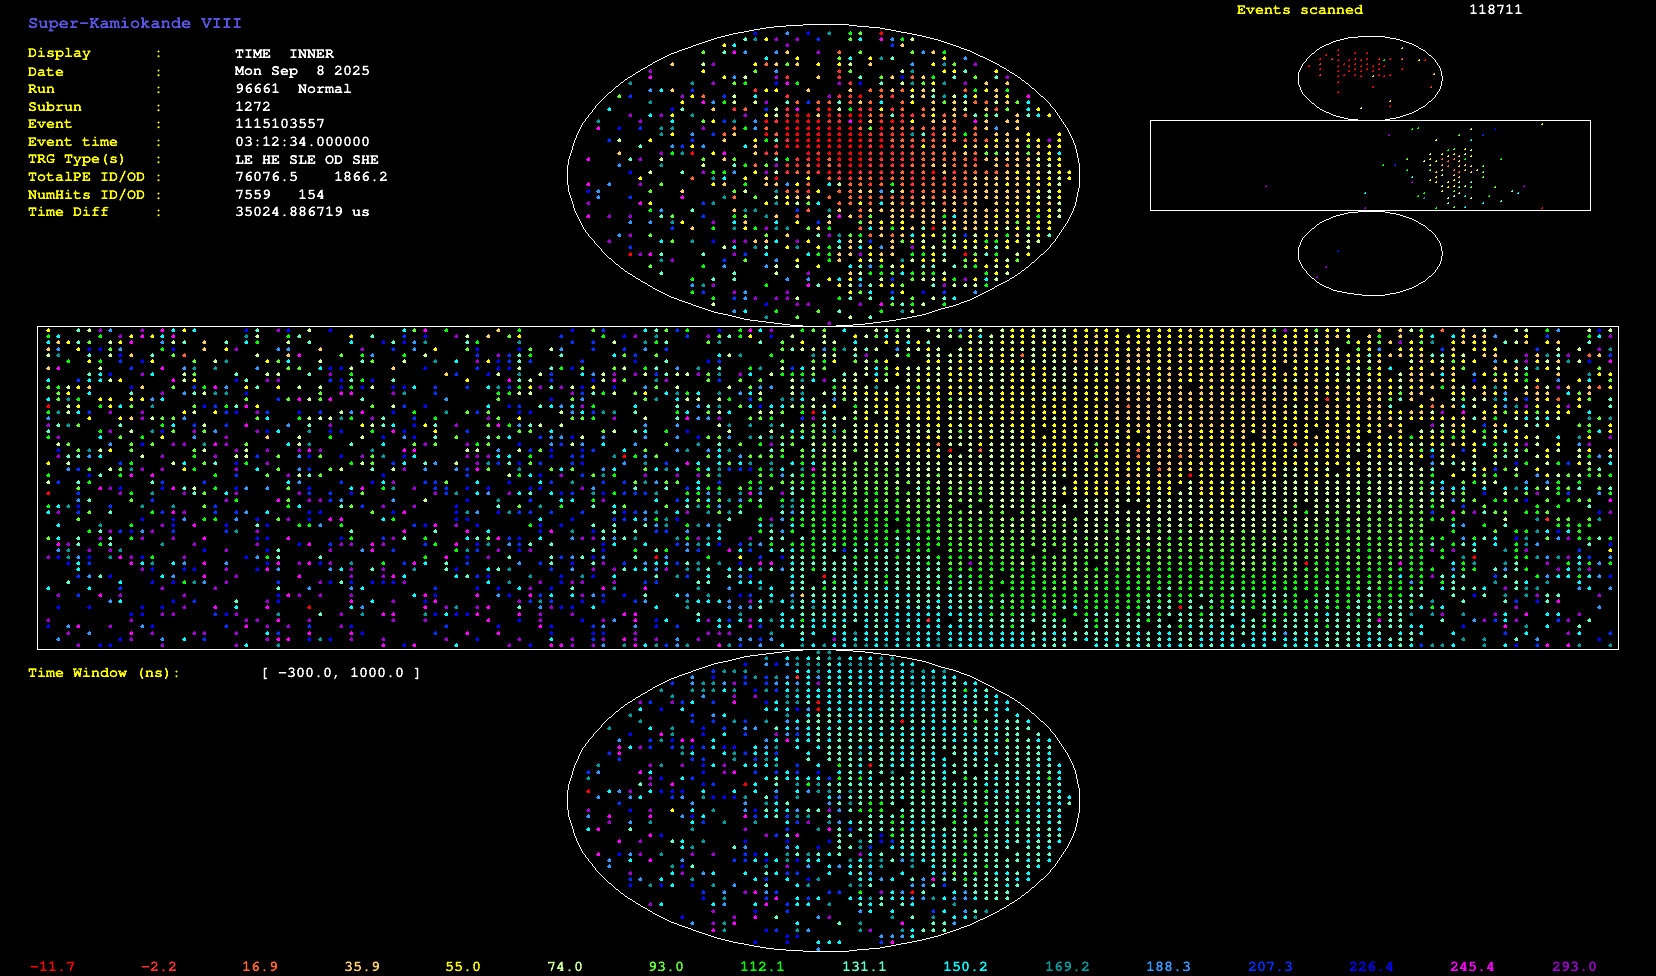 Super-Kamiokande VIII
Display : TIME INNER
Date : Mon Sep 8 2025
Run : 96661 Normal
Subrun : 1272
Event : 1115103557
Event time : 03:12:34.000000
TRG Type(s) : LE HE SLE OD SHE
TotalPE ID/OD : 76076.5 1866.2
NumHits ID/OD : 7559 154
Time Diff : 35024.886719 us
Events scanned 118711
Time Window (ns): [ -300.0, 1000.0 ]
-11.7 -2.2 16.9 35.9 55.0 74.0 93.0 112.1 131.1 150.2 169.2 188.3 207.3 226.4 245.4 293.0